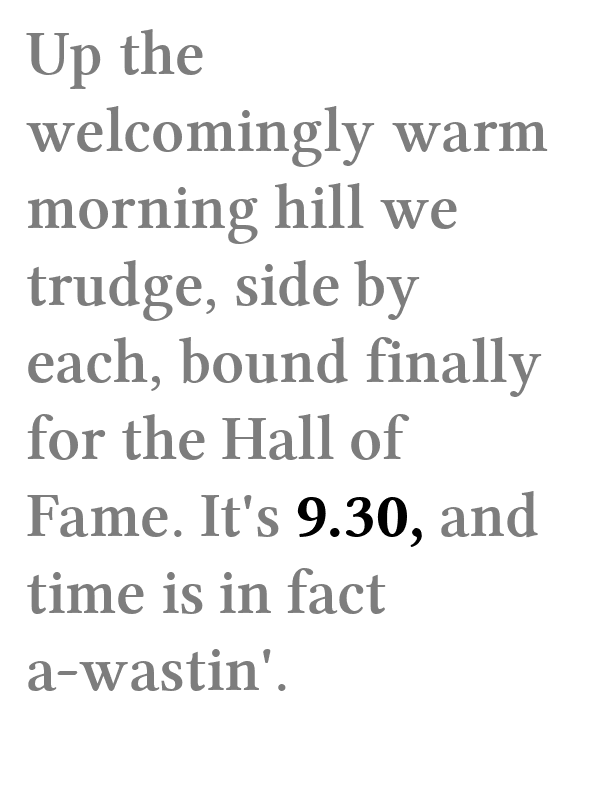 Up the
welcomingly warm
morning hill we
trudge, side by
each, bound finally
for the Hall of
Fame. It's 9.30, and
time is in fact
a-wastin'.